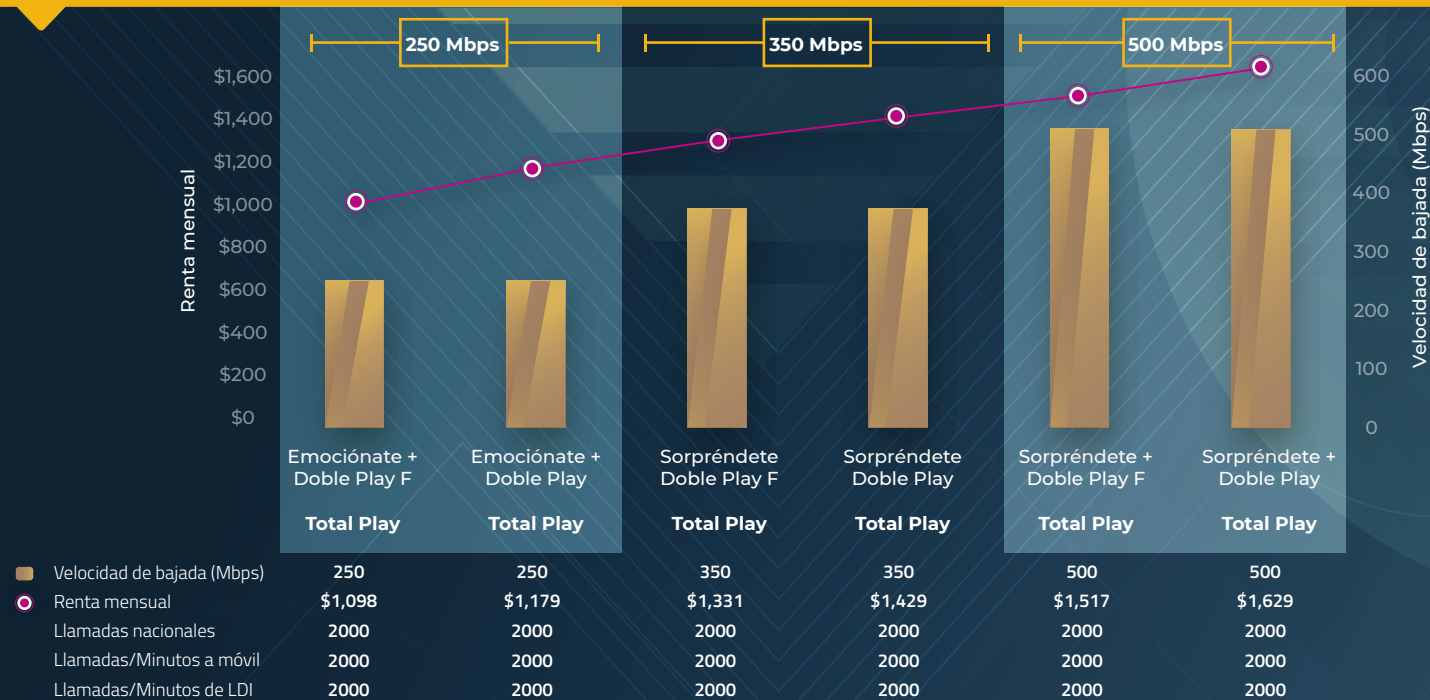 250 Mbps
350 Mbps
500 Mbps
Renta mensual
$1,600
$1,400
$1,200
$1,000
$800
$600
$400
$200
$0
600
500
400
300
200
100
0
Velocidad de bajada (Mbps)
Emociónate +
Doble Play F
Total Play
Emociónate +
Doble Play
Total Play
Sorpréndete
Doble Play F
Total Play
Sorpréndete
Doble Play
Total Play
Sorpréndete +
Doble Play F
Total Play
Sorpréndete +
Doble Play
Total Play
Velocidad de bajada (Mbps) 250 250 350 350 500 500
Renta mensual $1,098 $1,179 $1,331 $1,429 $1,517 $1,629
Llamadas nacionales 2000 2000 2000 2000 2000 2000
Llamadas/Minutos a móvil 2000 2000 2000 2000 2000 2000
Llamadas/Minutos de LDI 2000 2000 2000 2000 2000 2000